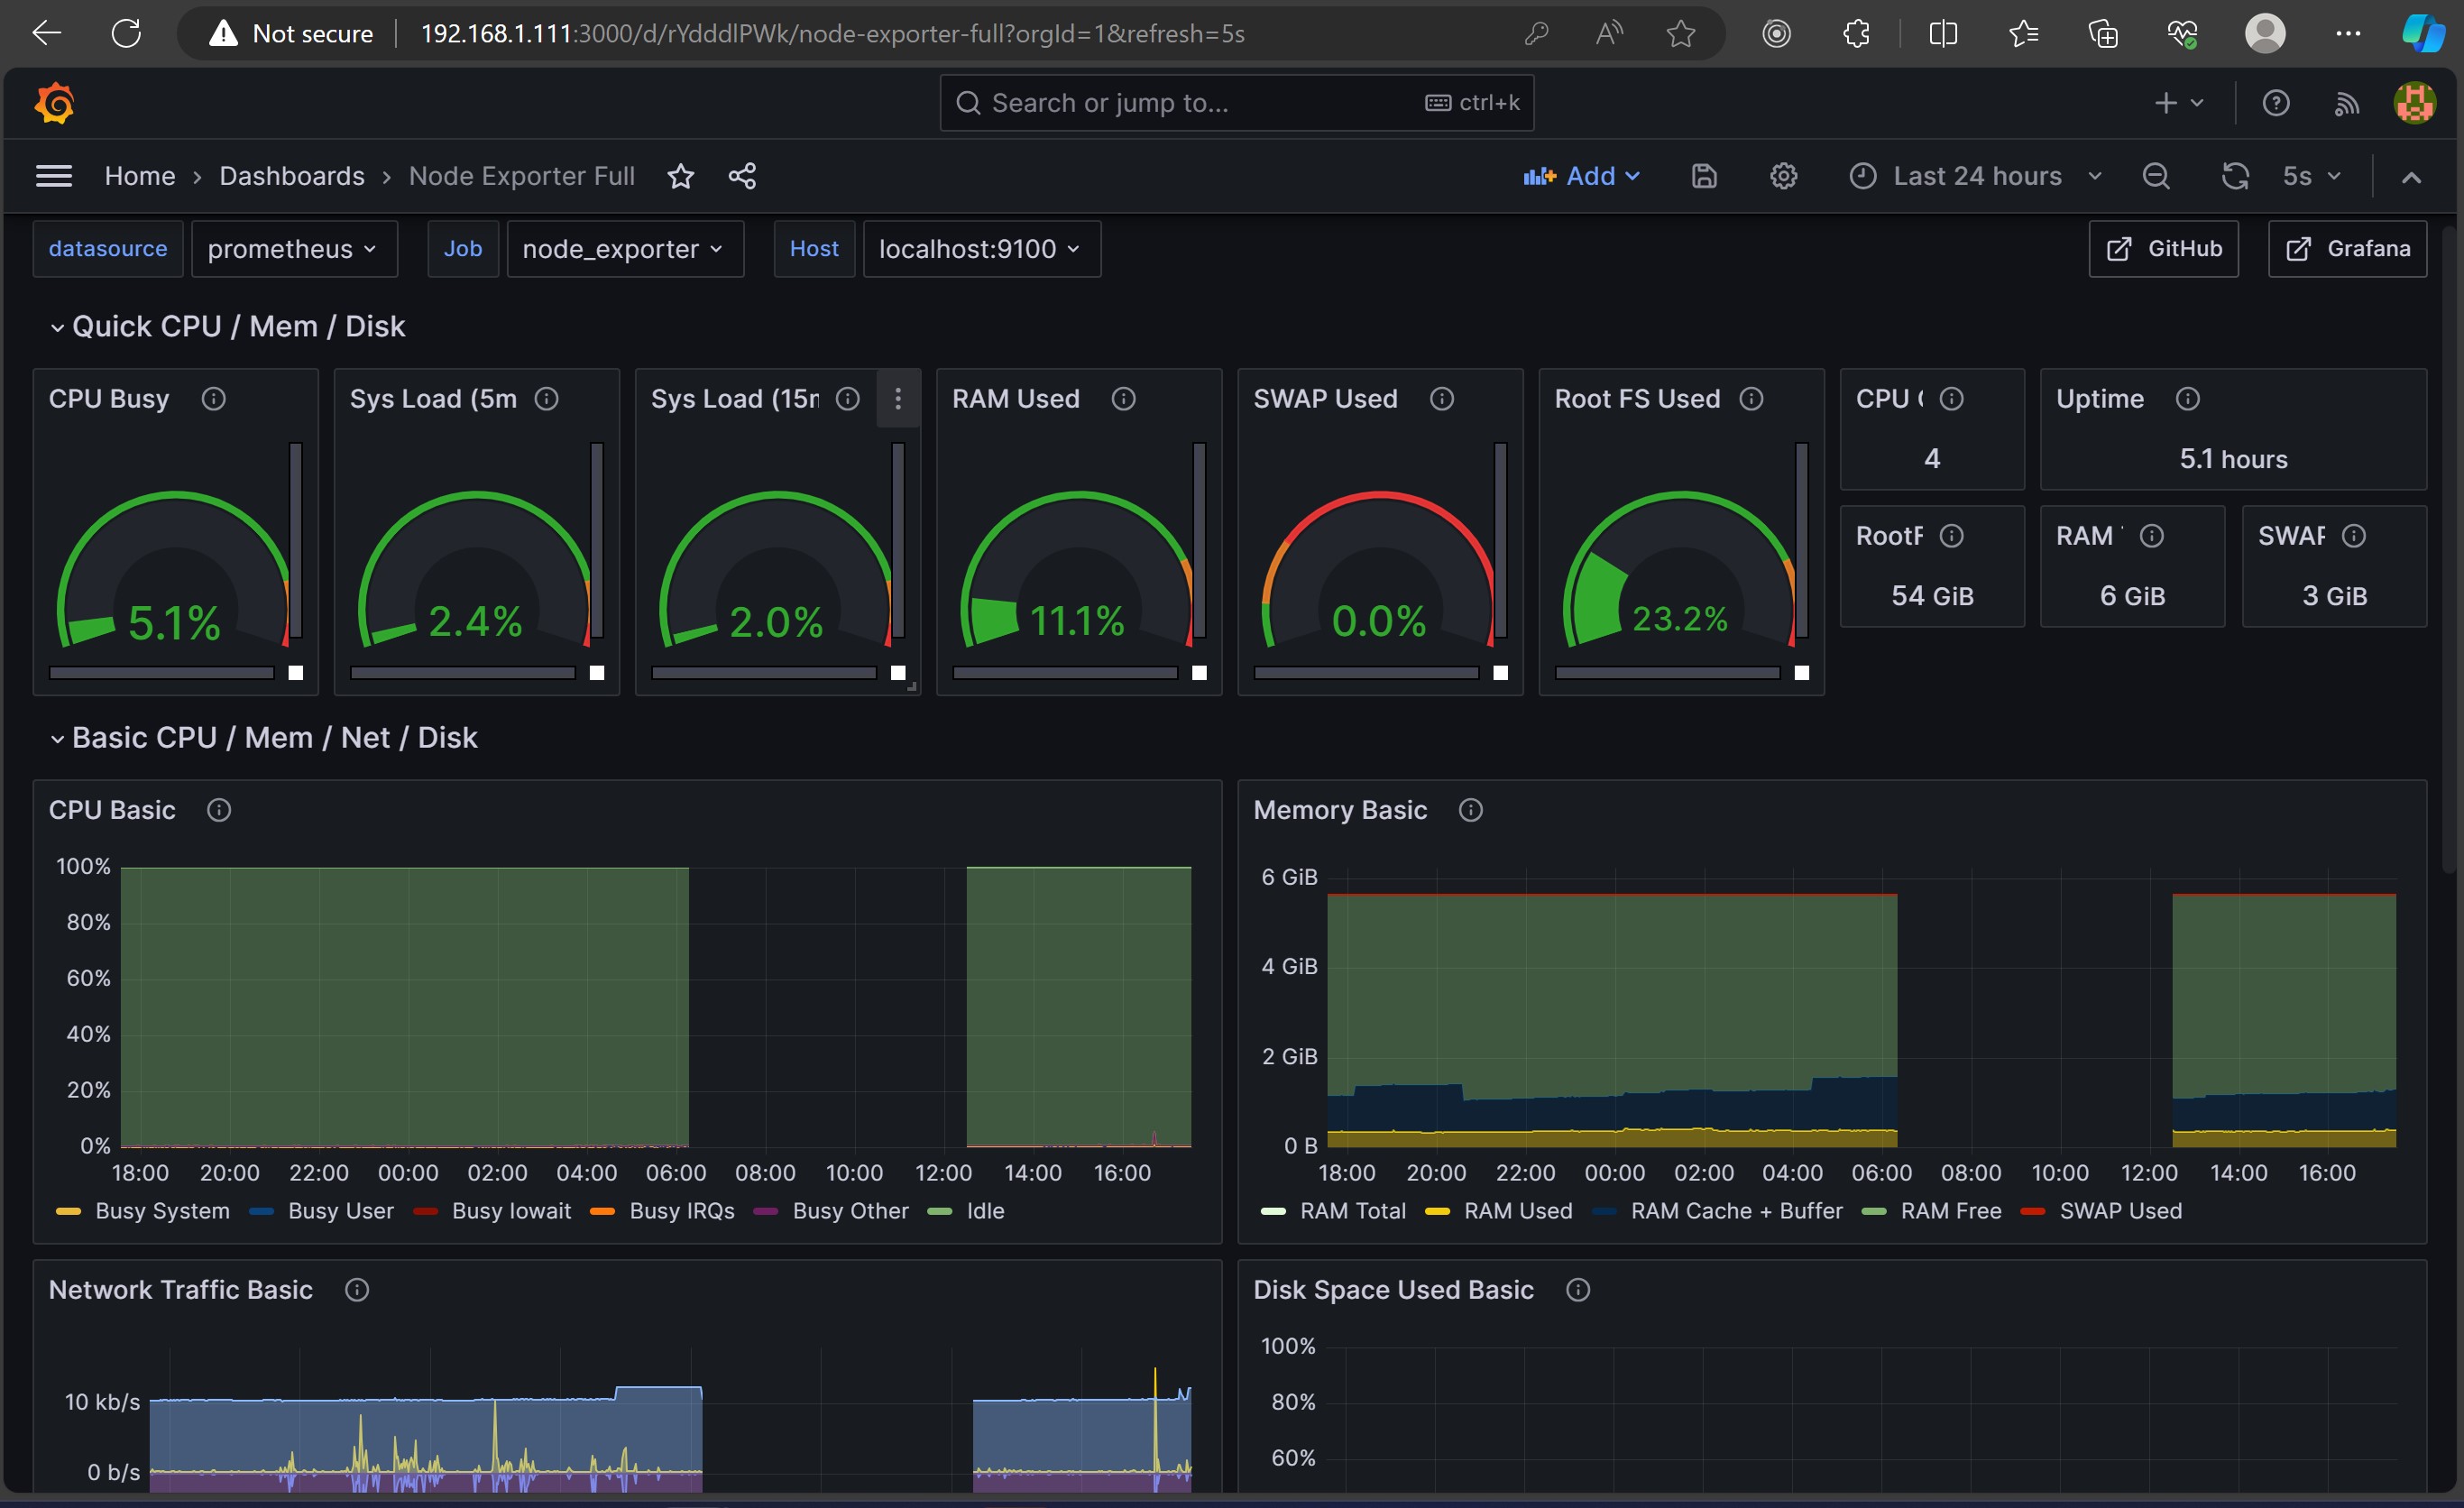 Not secure 192.168.1.111:3000/d/rYdddlPWk/node-exporter-full?orgId=1&refresh=5s
Search or jump to... ctrl+k
Home › Dashboards › Node Exporter Full Add Last 24 hours 5s
datasource prometheus Job node_exporter Host localhost:9100 GitHub Grafana
Quick CPU / Mem / Disk
CPU Busy
5.1%
Sys Load (5m
2.4%
Sys Load (15m
2.0%
RAM Used
11.1%
SWAP Used
0.0%
Root FS Used
23.2%
CPU
4
Uptime
5.1 hours
RootF
54 GiB
RAM
6 GiB
SWAP
3 GiB
Basic CPU / Mem / Net / Disk
CPU Basic
100%
80%
60%
40%
20%
0%
18:00 20:00 22:00 00:00 02:00 04:00 06:00 08:00 10:00 12:00 14:00 16:00
Busy System Busy User Busy Iowait Busy IRQs Busy Other Idle
Memory Basic
6 GiB
4 GiB
2 GiB
0 B
18:00 20:00 22:00 00:00 02:00 04:00 06:00 08:00 10:00 12:00 14:00 16:00
RAM Total RAM Used RAM Cache + Buffer RAM Free SWAP Used
Network Traffic Basic
10 kb/s
0 b/s
Disk Space Used Basic
100%
80%
60%